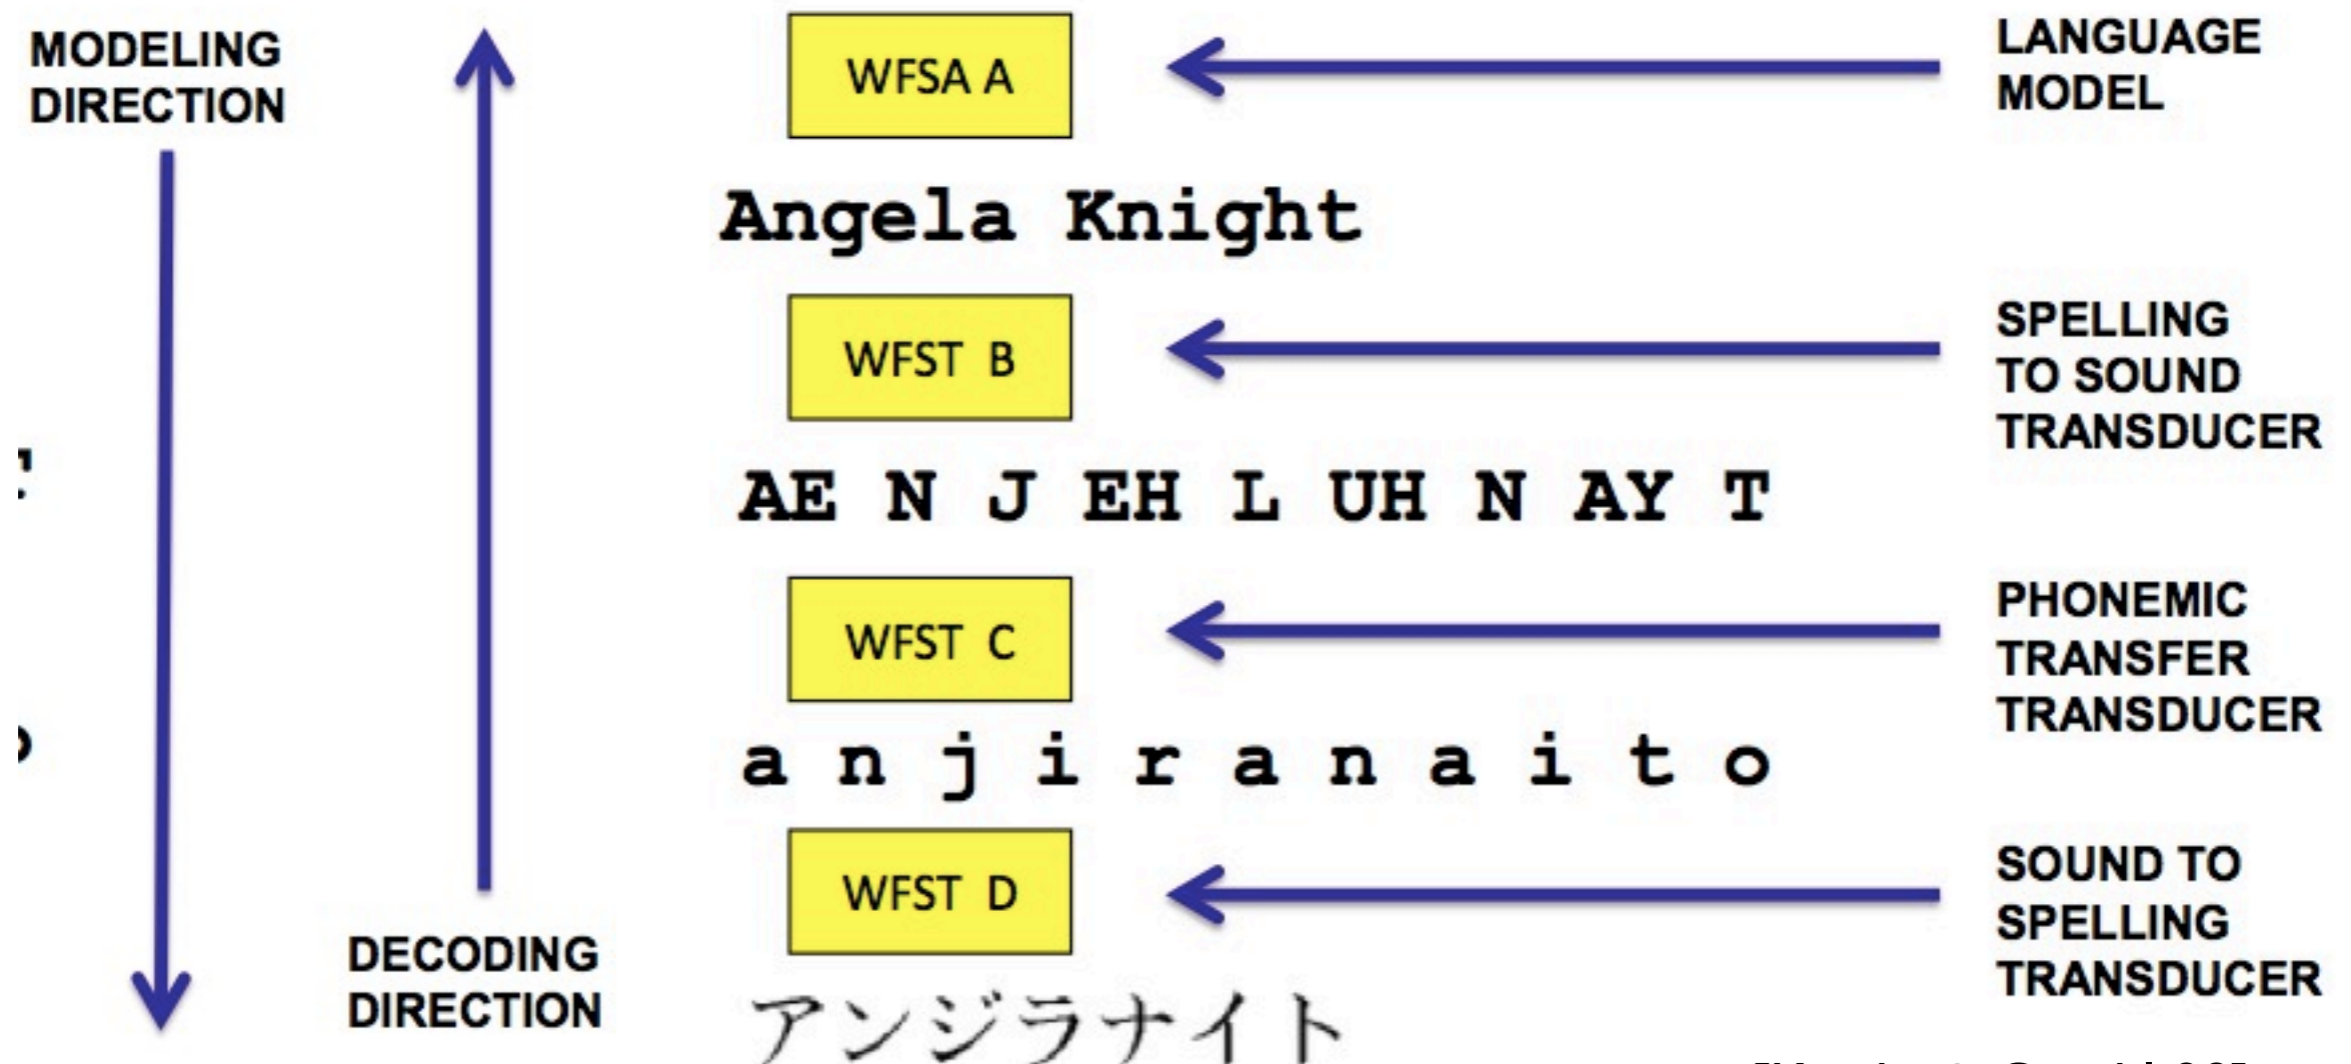 MODELING
DIRECTION
DECODING
DIRECTION
WFSA A
LANGUAGE
MODEL
Angela Knight
WFST B
SPELLING
TO SOUND
TRANSDUCER
AE N J EH L UH N AY T
WFST C
PHONEMIC
TRANSFER
TRANSDUCER
a n j i r a n a i t o
WFST D
SOUND TO
SPELLING
TRANSDUCER
アンジラナイト